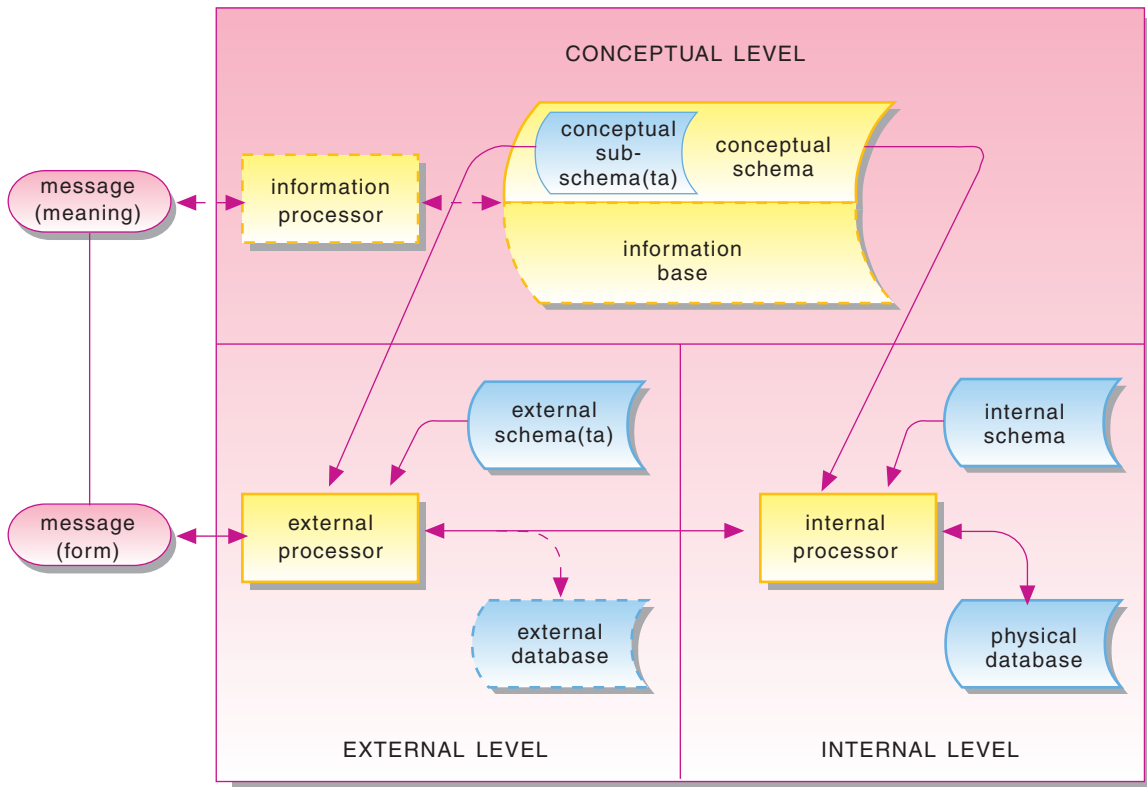 CONCEPTUAL LEVEL
conceptual
sub-
schema(ta)
conceptual
schema
message
(meaning)
information
processor
information
base
external
schema(ta)
internal
schema
message
(form)
external
processor
internal
processor
external
database
physical
database
EXTERNAL LEVEL
INTERNAL LEVEL